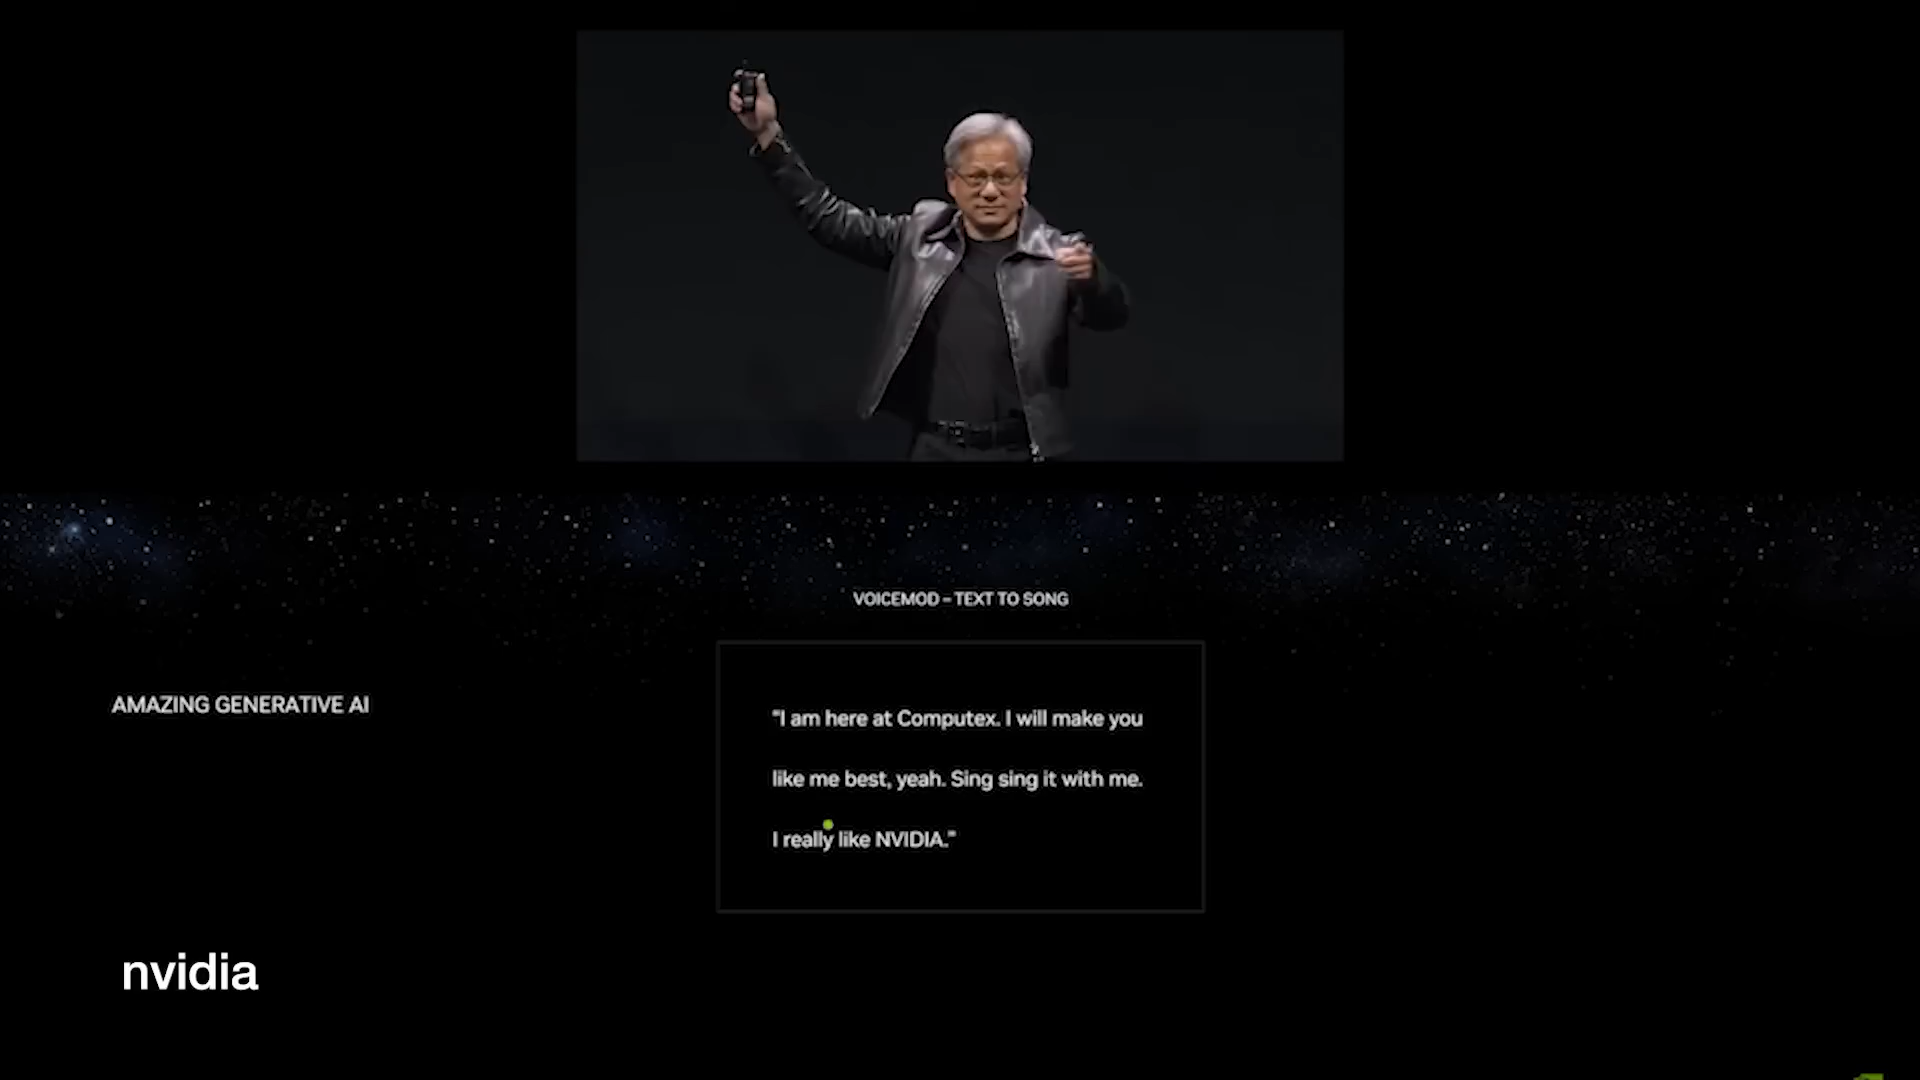 VOICEMOD – TEXT TO SONG
AMAZING GENERATIVE AI
"I am here at Computex. I will make you
like me best, yeah. Sing sing it with me.
I really like NVIDIA."
nvidia